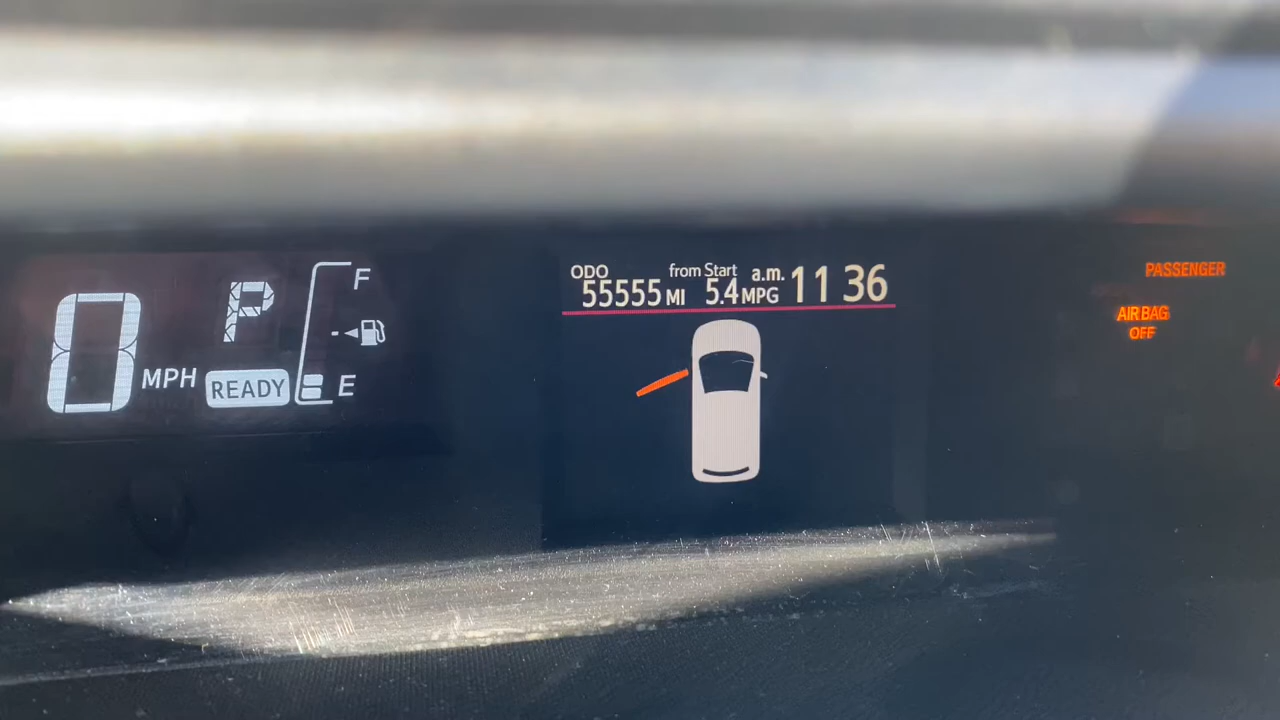 0 MPH
P
READY
F
E
ODO from Start a.m. 11 36
55555 MI 5.4 MPG
PASSENGER
AIR BAG
OFF